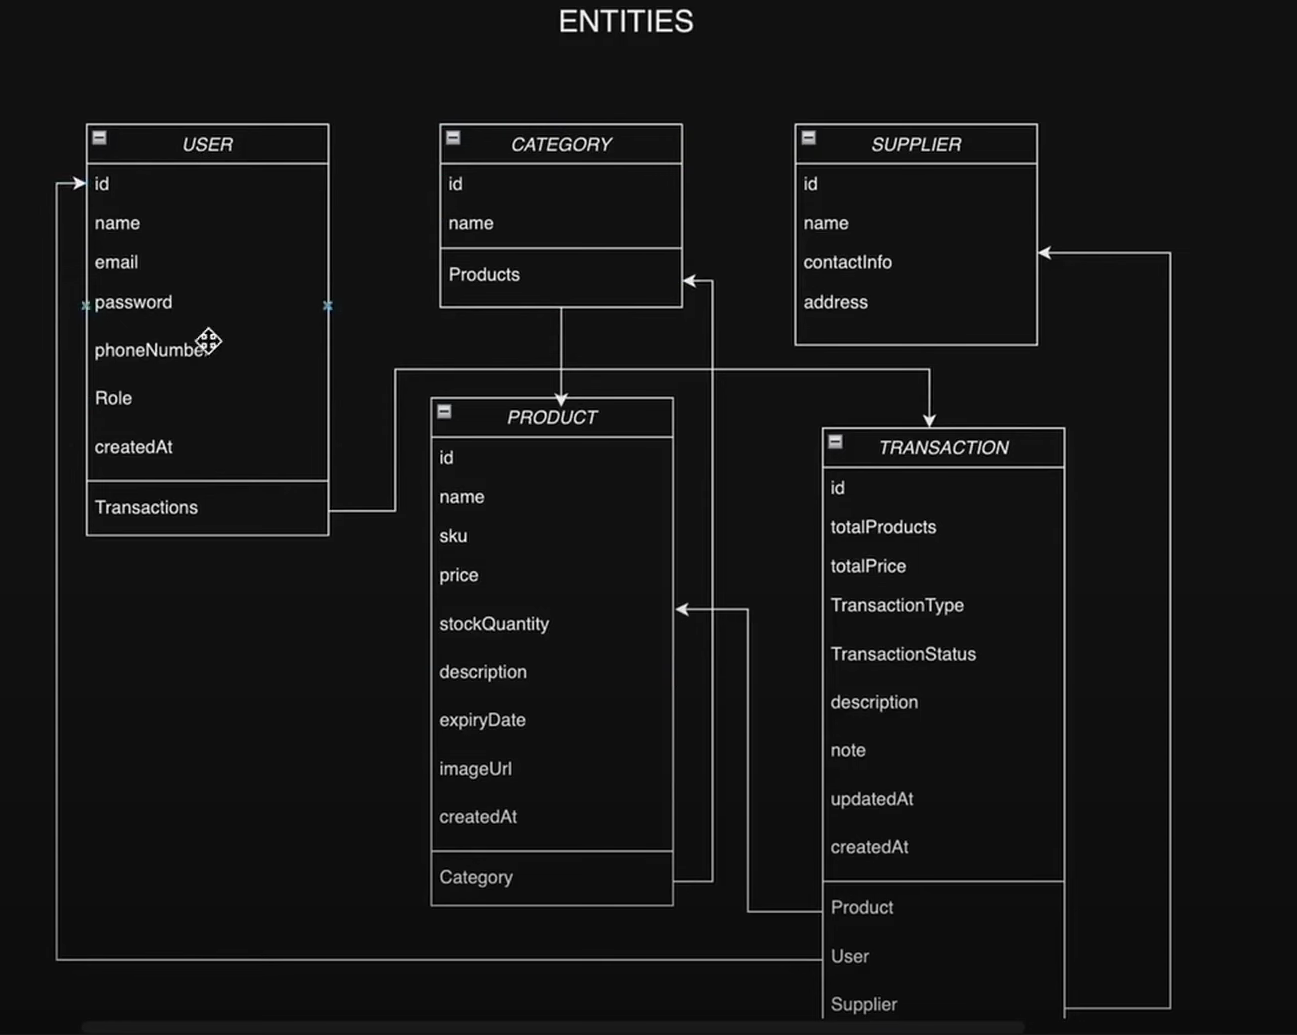 ENTITIES
USER
id
name
email
password
phoneNumber
Role
createdAt
Transactions
CATEGORY
id
name
Products
SUPPLIER
id
name
contactInfo
address
PRODUCT
id
name
sku
price
stockQuantity
description
expiryDate
imageUrl
createdAt
Category
TRANSACTION
id
totalProducts
totalPrice
TransactionType
TransactionStatus
description
note
updatedAt
createdAt
Product
User
Supplier